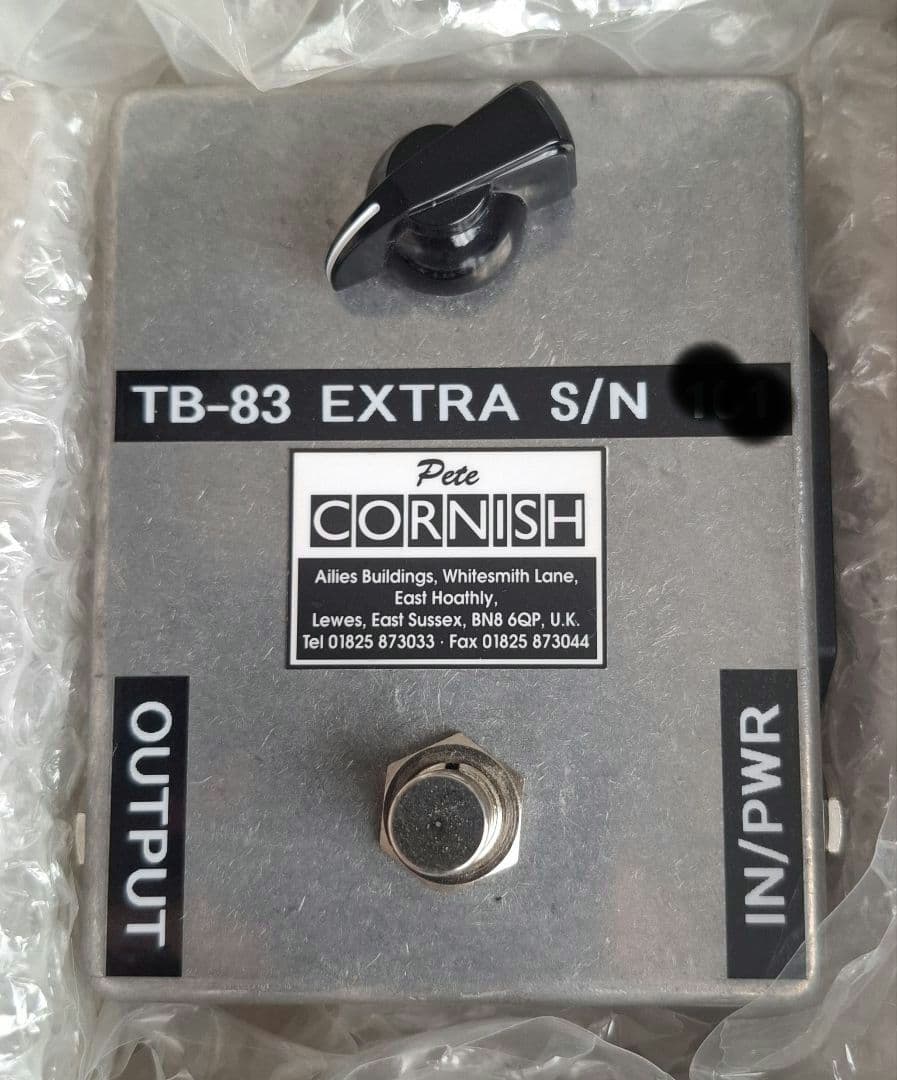 TB-83 EXTRA S/N
Pete
CORNISH
Ailies Buildings, Whitesmith Lane,
East Hoathly,
Lewes, East Sussex, BN8 6QP, U.K.
Tel 01825 873033 · Fax 01825 873044
OUTPUT
IN/PWR